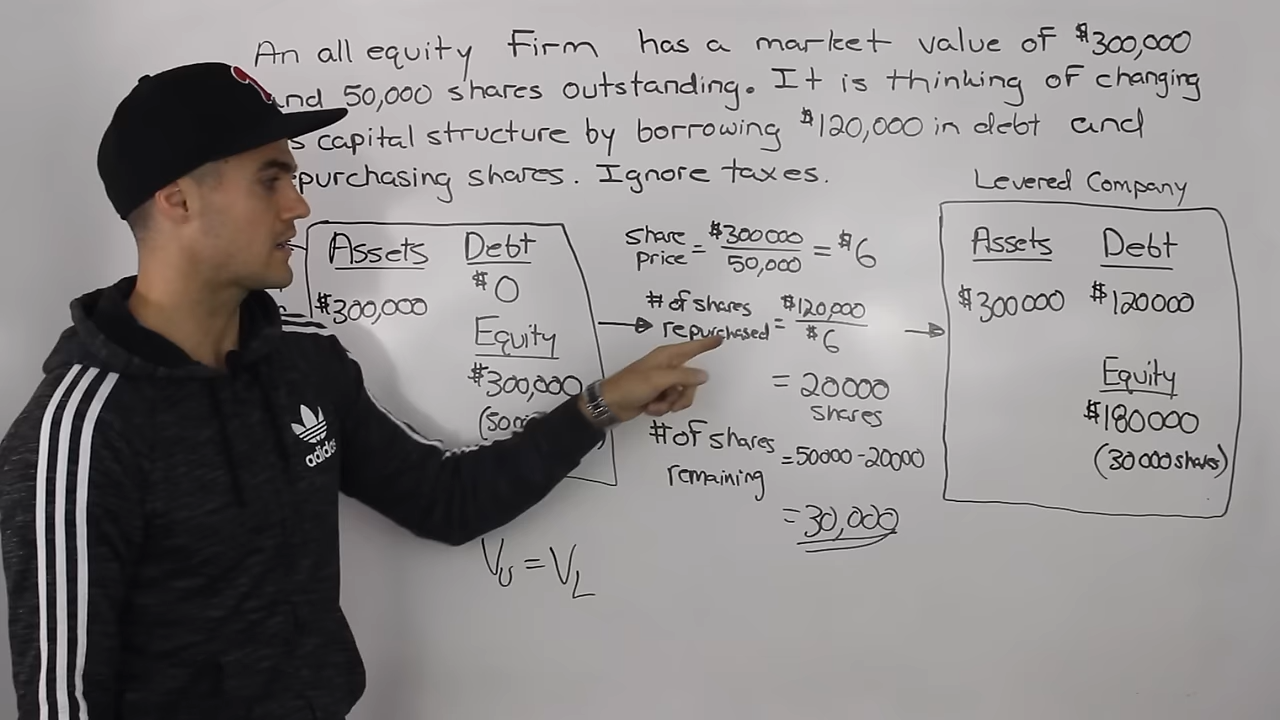 An all equity Firm has a market value of $300,000
nd 50,000 shares outstanding. It is thinking of changing
s capital structure by borrowing $120,000 in debt and
purchasing shares. Ignore taxes.
Assets Debt
$300,000 $0
Equity
$300,000
share price = $300000 / 50,000 = $6
# of shares repurchased = $120,000 / $6
= 20000
shares
# of shares remaining = 50000 - 20000
= 30,000
Levered Company
Assets Debt
$300000 $120000
Equity
$180000
(30000 shares)
VU = VL
adidas